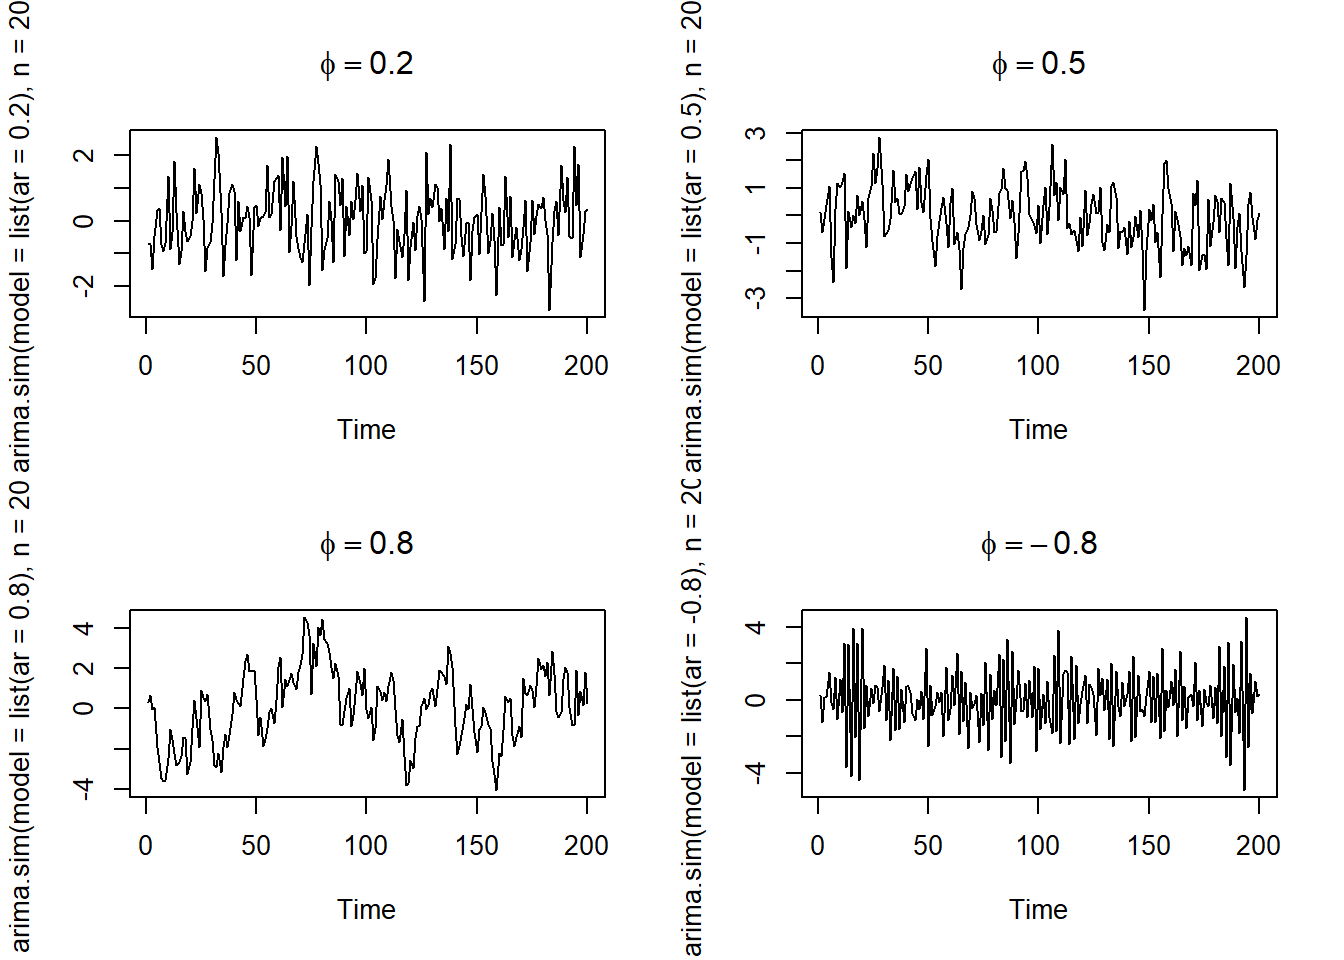 ϕ = 0.2
arima.sim(model = list(ar = 0.2), n = 20
2
0
-2
0 50 100 150 200
Time
ϕ = 0.5
arima.sim(model = list(ar = 0.5), n = 20
3
1
-1
-3
0 50 100 150 200
Time
ϕ = 0.8
arima.sim(model = list(ar = 0.8), n = 20
4
2
0
-4
0 50 100 150 200
Time
ϕ = − 0.8
arima.sim(model = list(ar = -0.8), n = 20
4
0
-4
0 50 100 150 200
Time